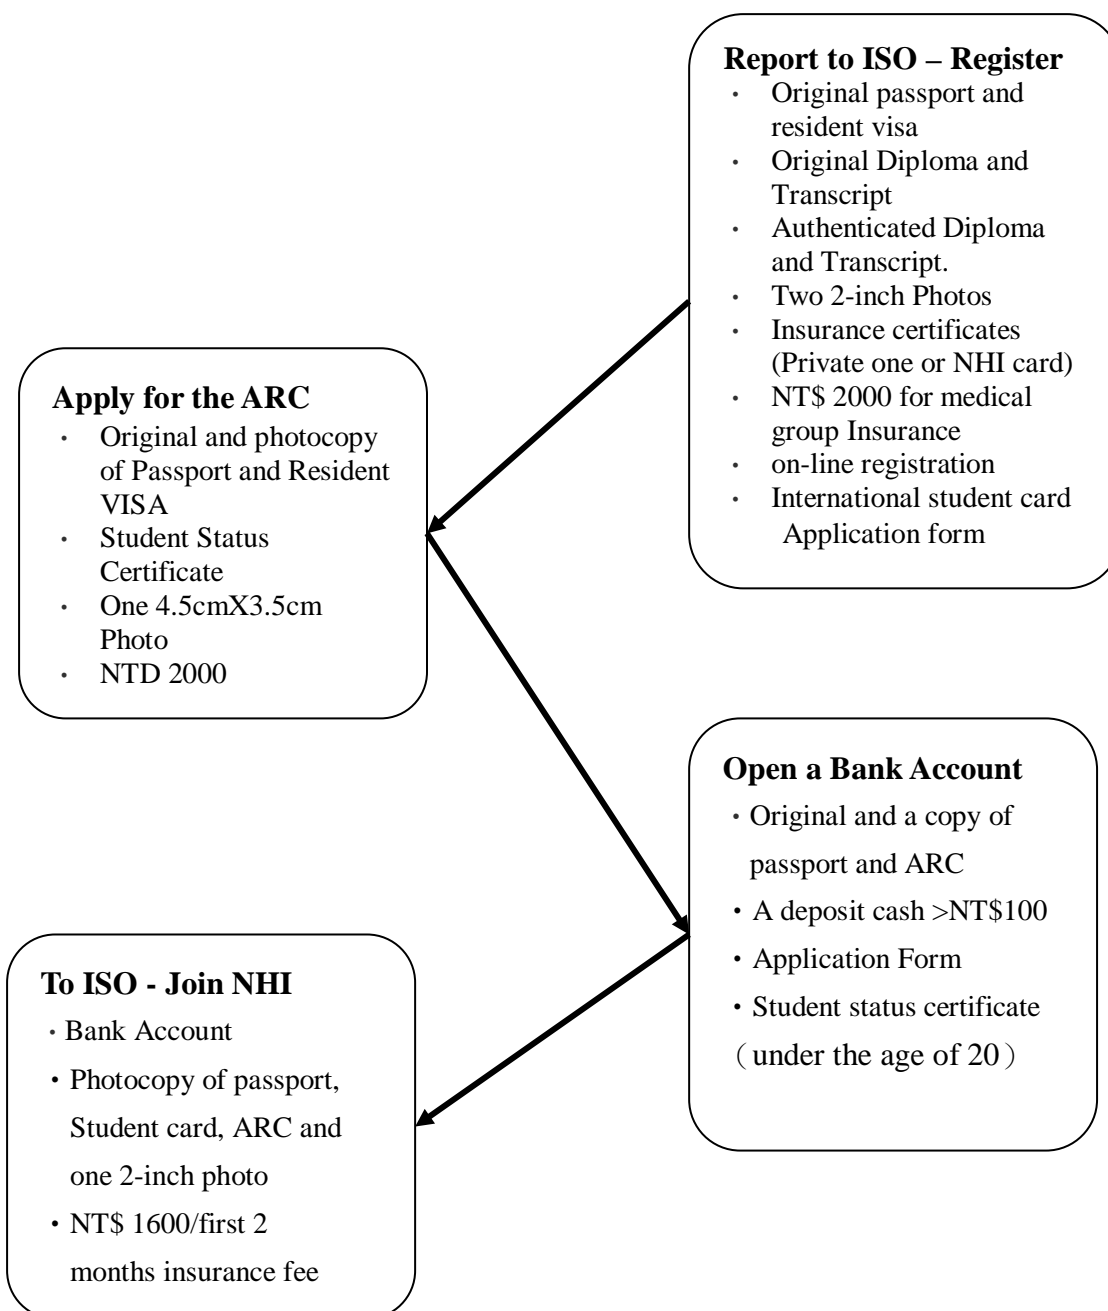 Report to ISO – Register
· Original passport and
resident visa
· Original Diploma and
Transcript
· Authenticated Diploma
and Transcript.
· Two 2-inch Photos
· Insurance certificates
(Private one or NHI card)
· NT$ 2000 for medical
group Insurance
· on-line registration
· International student card
Application form
Apply for the ARC
· Original and photocopy
of Passport and Resident
VISA
· Student Status
Certificate
· One 4.5cmX3.5cm
Photo
· NTD 2000
Open a Bank Account
· Original and a copy of
passport and ARC
· A deposit cash >NT$100
· Application Form
· Student status certificate
（under the age of 20）
To ISO - Join NHI
· Bank Account
· Photocopy of passport,
Student card, ARC and
one 2-inch photo
· NT$ 1600/first 2
months insurance fee